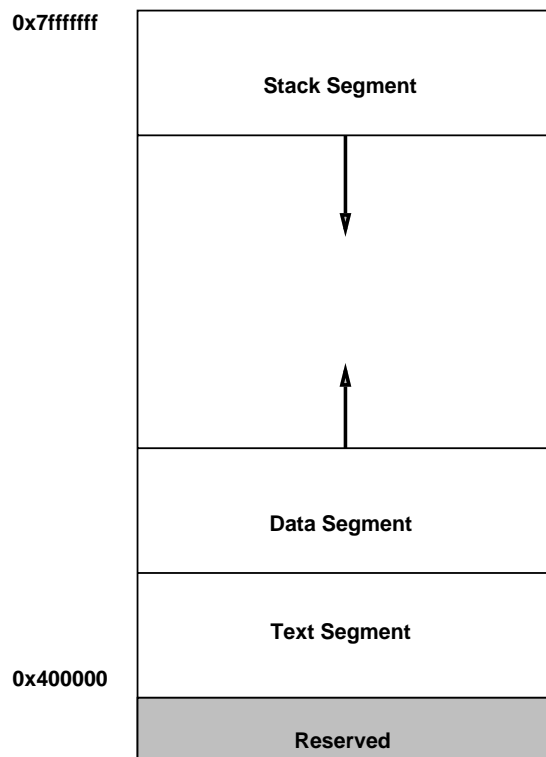 0x7fffffff
Stack Segment
Data Segment
Text Segment
0x400000
Reserved